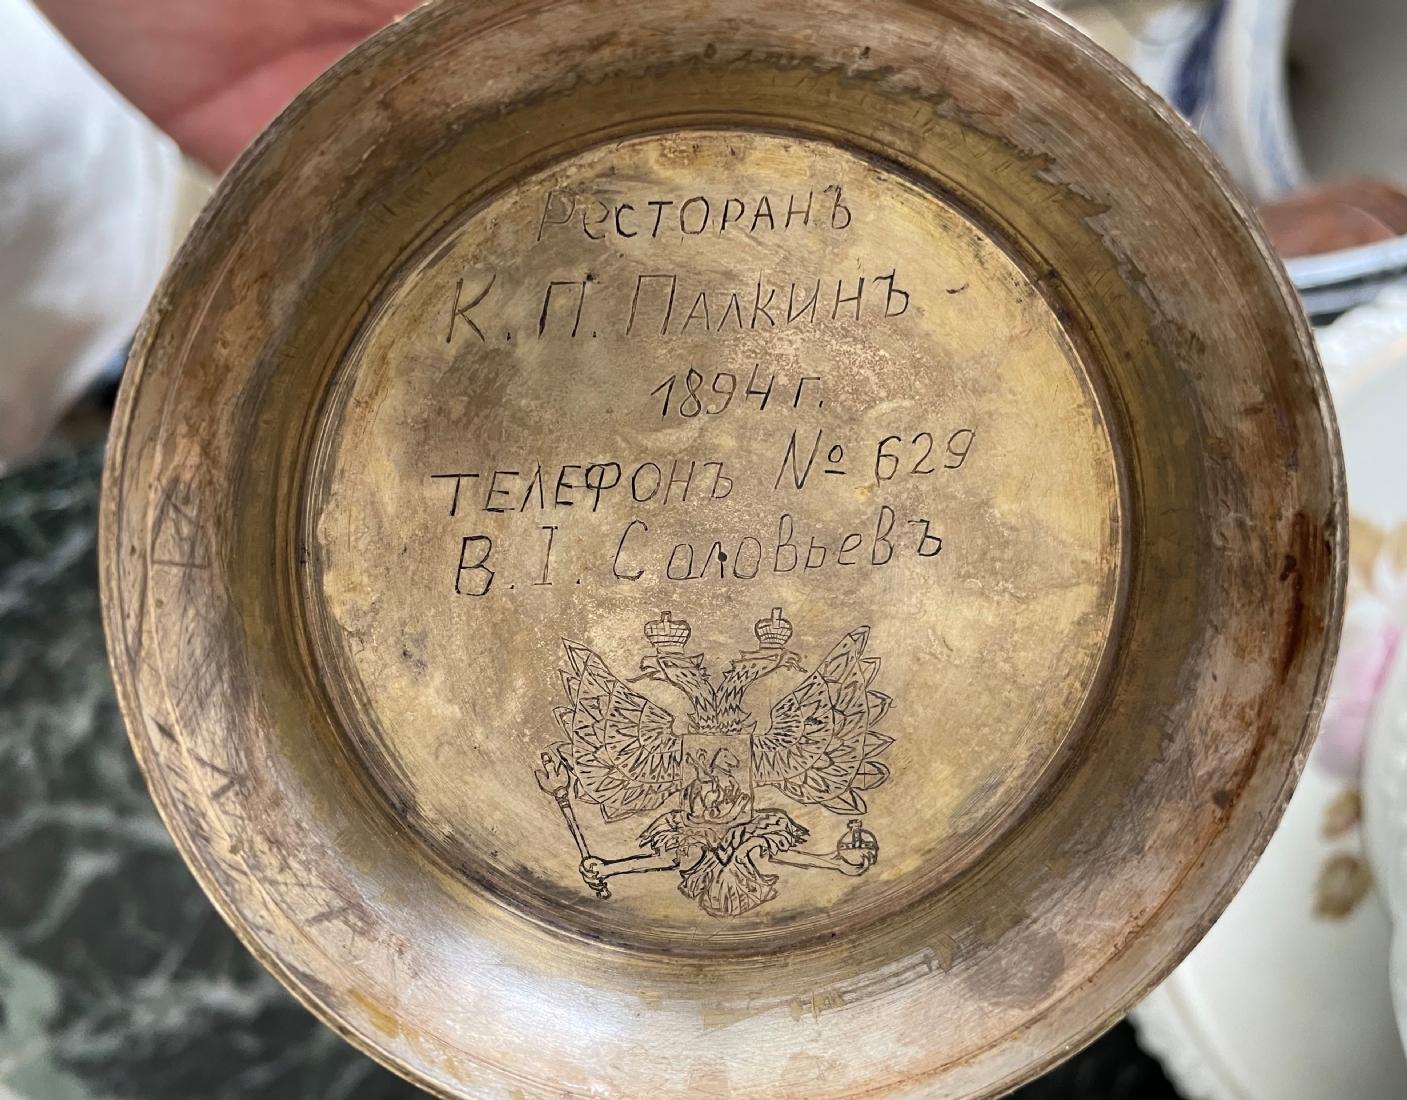 Ресторанъ
К. П. Палкинъ
1894 г.
Телефонъ № 629
В. І. Соловьевъ